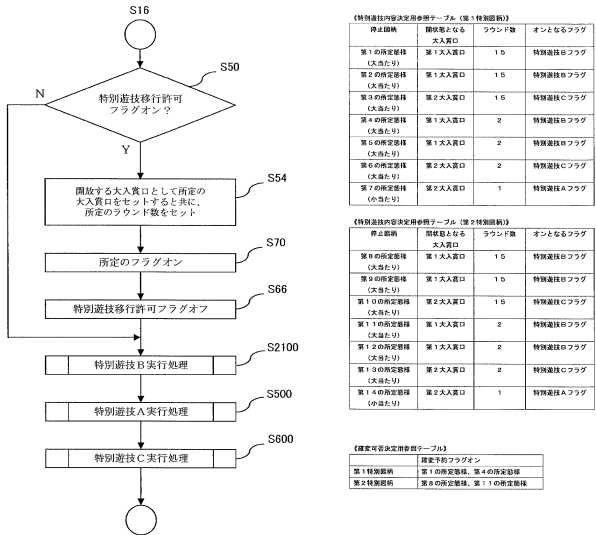 S16
S50
N
特別遊技移行許可
フラグオン？
Y
S54
開放する大入賞口として所定の
大入賞口をセットすると共に、
所定のラウンド数をセット
S70
所定のフラグオン
S66
特別遊技移行許可フラグオフ
S2100
特別遊技B実行処理
S500
特別遊技A実行処理
S600
特別遊技C実行処理
《特別遊技内容決定用参照テーブル（第1特別図柄）》
停止図柄 開状態となる大入賞口 ラウンド数 オンとなるフラグ
第1の所定態様（大当たり） 第1大入賞口 15 特別遊技Bフラグ
第2の所定態様（大当たり） 第1大入賞口 15 特別遊技Bフラグ
第3の所定態様（大当たり） 第2大入賞口 15 特別遊技Cフラグ
第4の所定態様（大当たり） 第1大入賞口 2 特別遊技Bフラグ
第5の所定態様（大当たり） 第1大入賞口 2 特別遊技Bフラグ
第6の所定態様（大当たり） 第2大入賞口 2 特別遊技Cフラグ
第7の所定態様（小当たり） 第2大入賞口 1 特別遊技Aフラグ
《特別遊技内容決定用参照テーブル（第2特別図柄）》
停止図柄 開状態となる大入賞口 ラウンド数 オンとなるフラグ
第8の所定態様（大当たり） 第1大入賞口 15 特別遊技Bフラグ
第9の所定態様（大当たり） 第1大入賞口 15 特別遊技Bフラグ
第10の所定態様（大当たり） 第2大入賞口 15 特別遊技Cフラグ
第11の所定態様（大当たり） 第1大入賞口 2 特別遊技Bフラグ
第12の所定態様（大当たり） 第1大入賞口 2 特別遊技Bフラグ
第13の所定態様（大当たり） 第2大入賞口 2 特別遊技Cフラグ
第14の所定態様（小当たり） 第2大入賞口 1 特別遊技Aフラグ
《確変可否決定用参照テーブル》
確変予約フラグオン
第1特別図柄 第1の所定態様、第4の所定態様
第2特別図柄 第8の所定態様、第11の所定態様